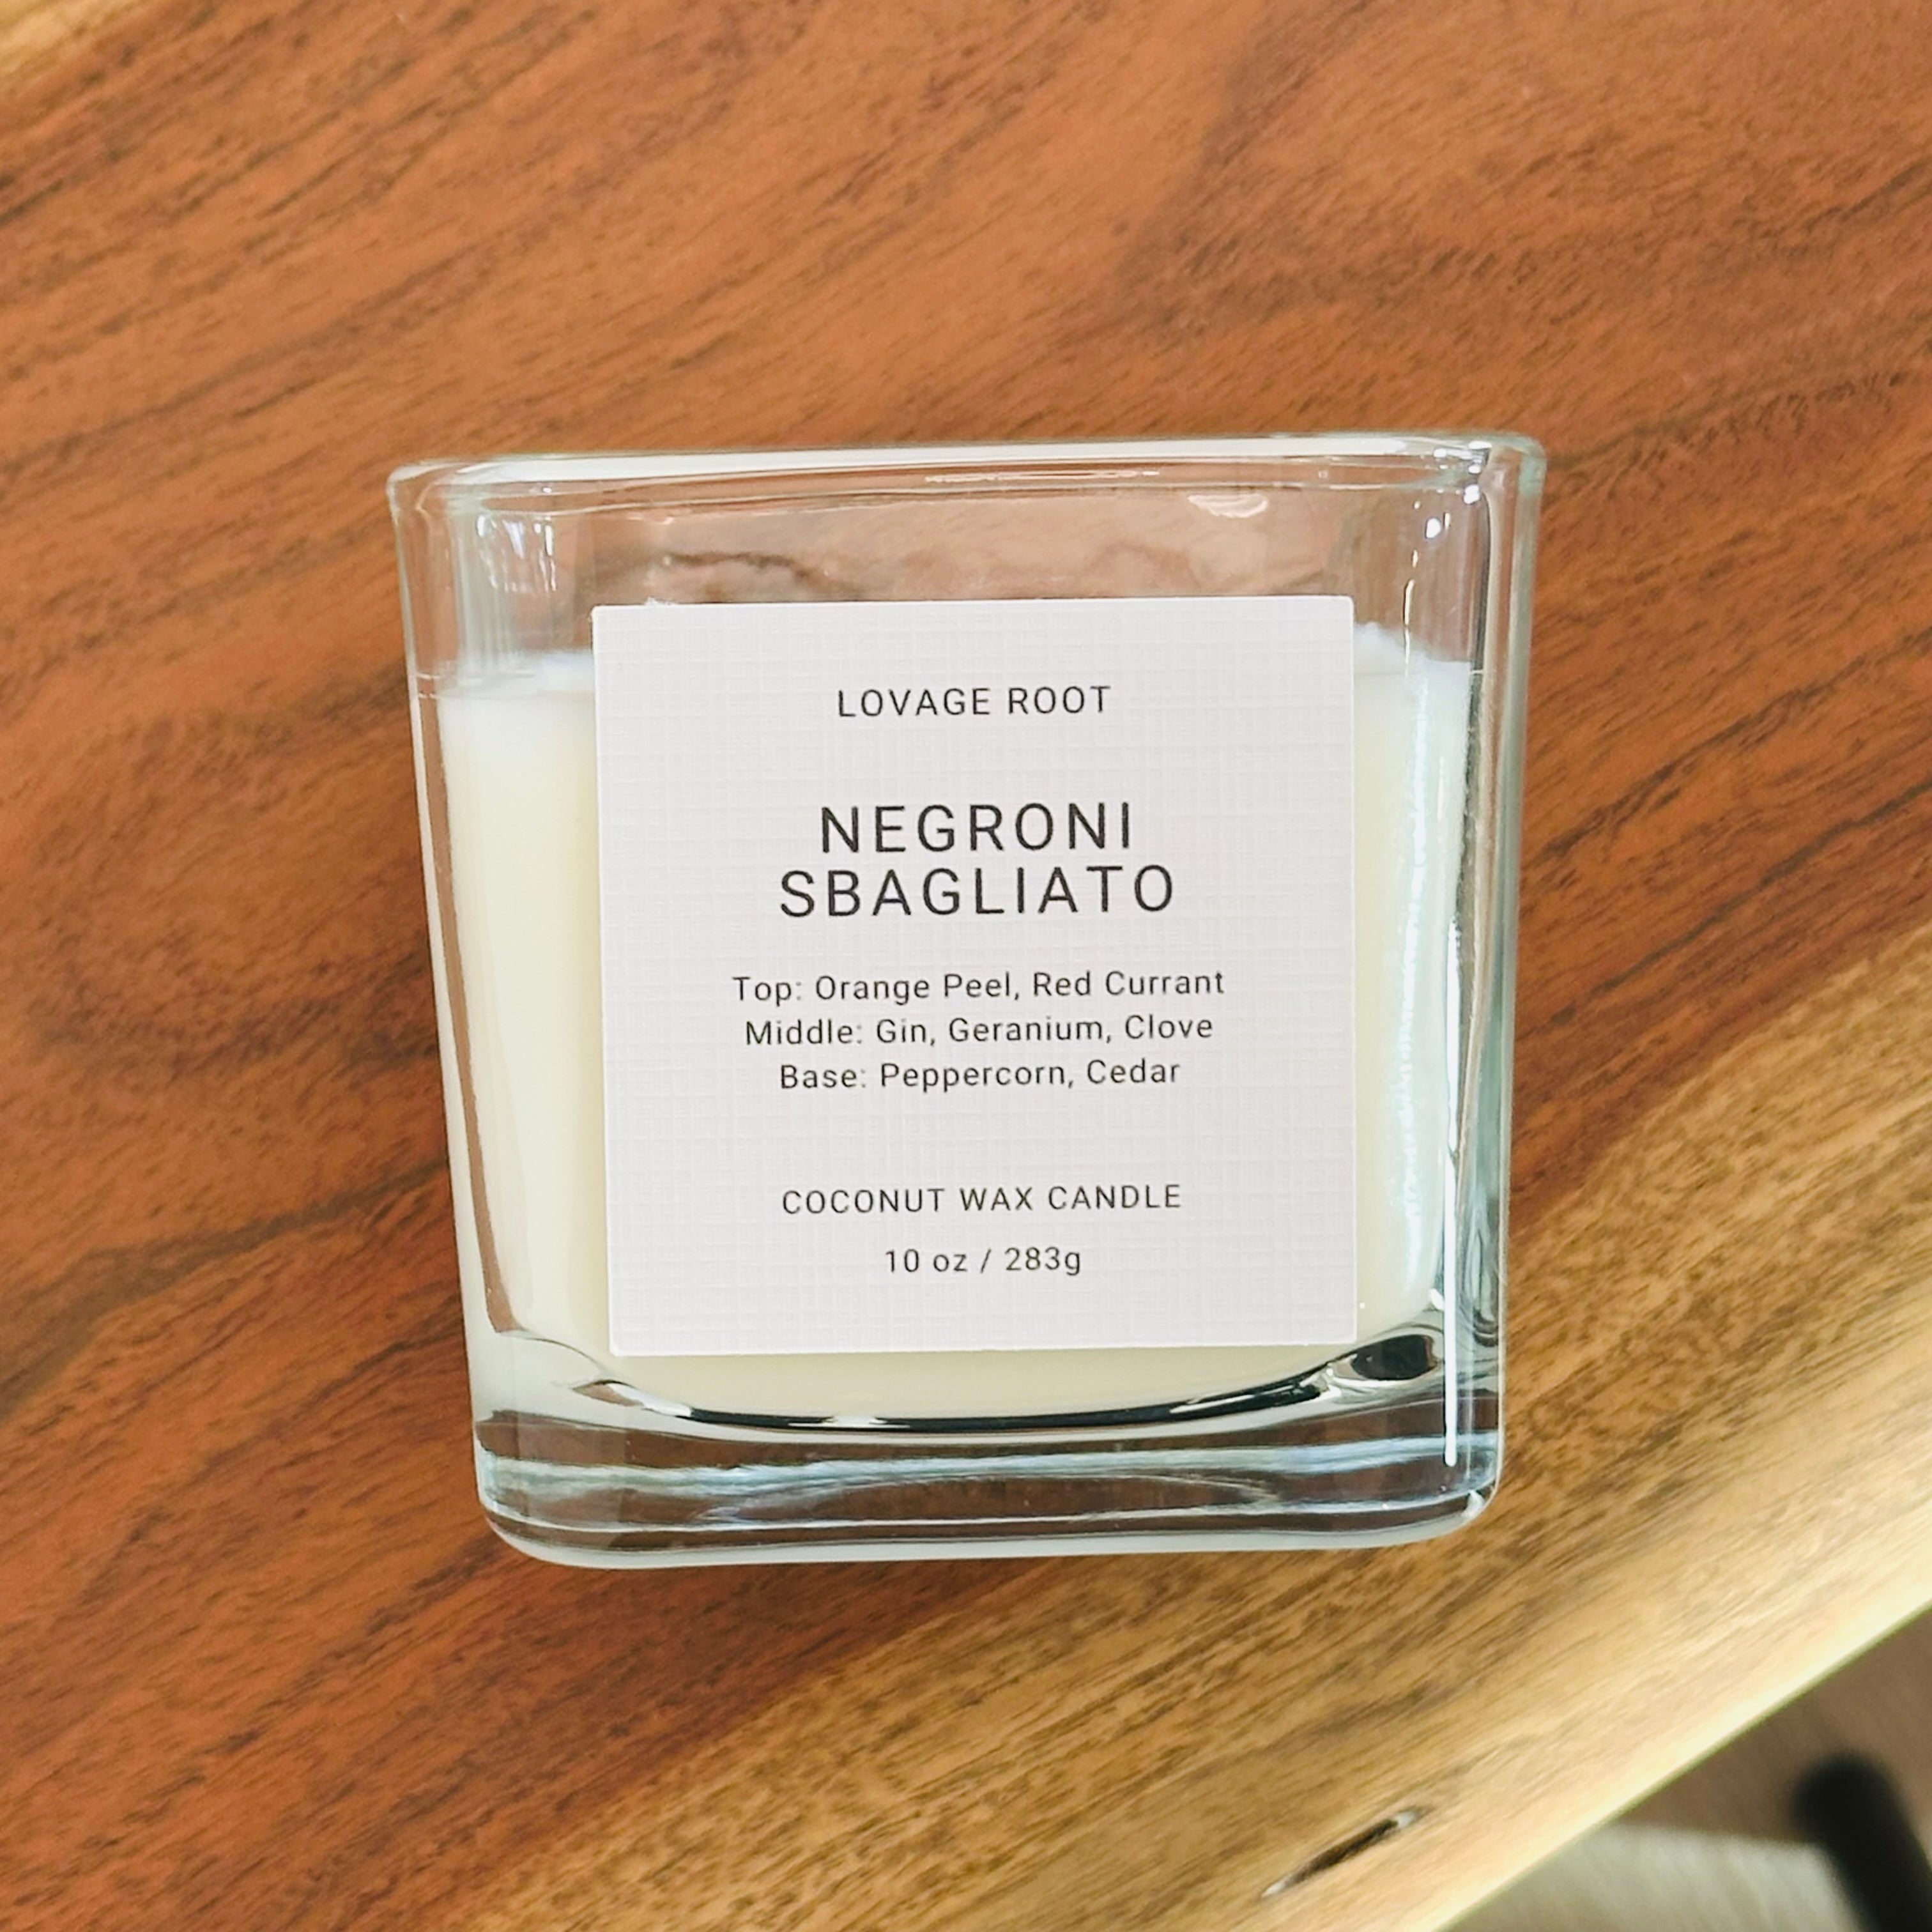 LOVAGE ROOT
NEGRONI
SBAGLIATO
Top: Orange Peel, Red Currant
Middle: Gin, Geranium, Clove
Base: Peppercorn, Cedar
COCONUT WAX CANDLE
10 oz / 283g